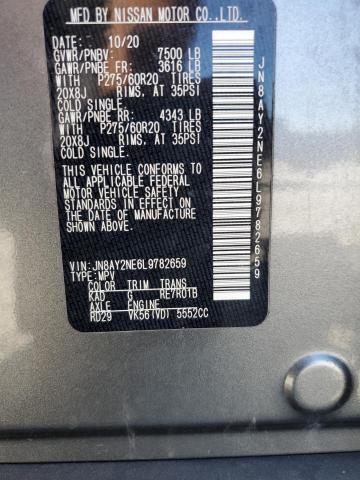 MFD BY NISSAN MOTOR CO.,LTD.
DATE: 10/20
GVWR/PNBV: 7500 LB
GAWR/PNBE FR: 3616 LB
WITH P275/60R20 TIRES
20X8J RIMS, AT 35PSI
COLD SINGLE.
GAWR/PNBE RR: 4343 LB
WITH P275/60R20 TIRES
20X8J RIMS, AT 35PSI
COLD SINGLE.
THIS VEHICLE CONFORMS TO
ALL APPLICABLE FEDERAL
MOTOR VEHICLE SAFETY
STANDARDS IN EFFECT ON THE
DATE OF MANUFACTURE
SHOWN ABOVE.
VIN: JN8AY2NE6L9782659
TYPE: MPV
COLOR TRIM TRANS
KAD G RE7R01B
AXLE ENGINE
RD29 VK56(VD) 5552CC
JN8AY2NE6L9782659